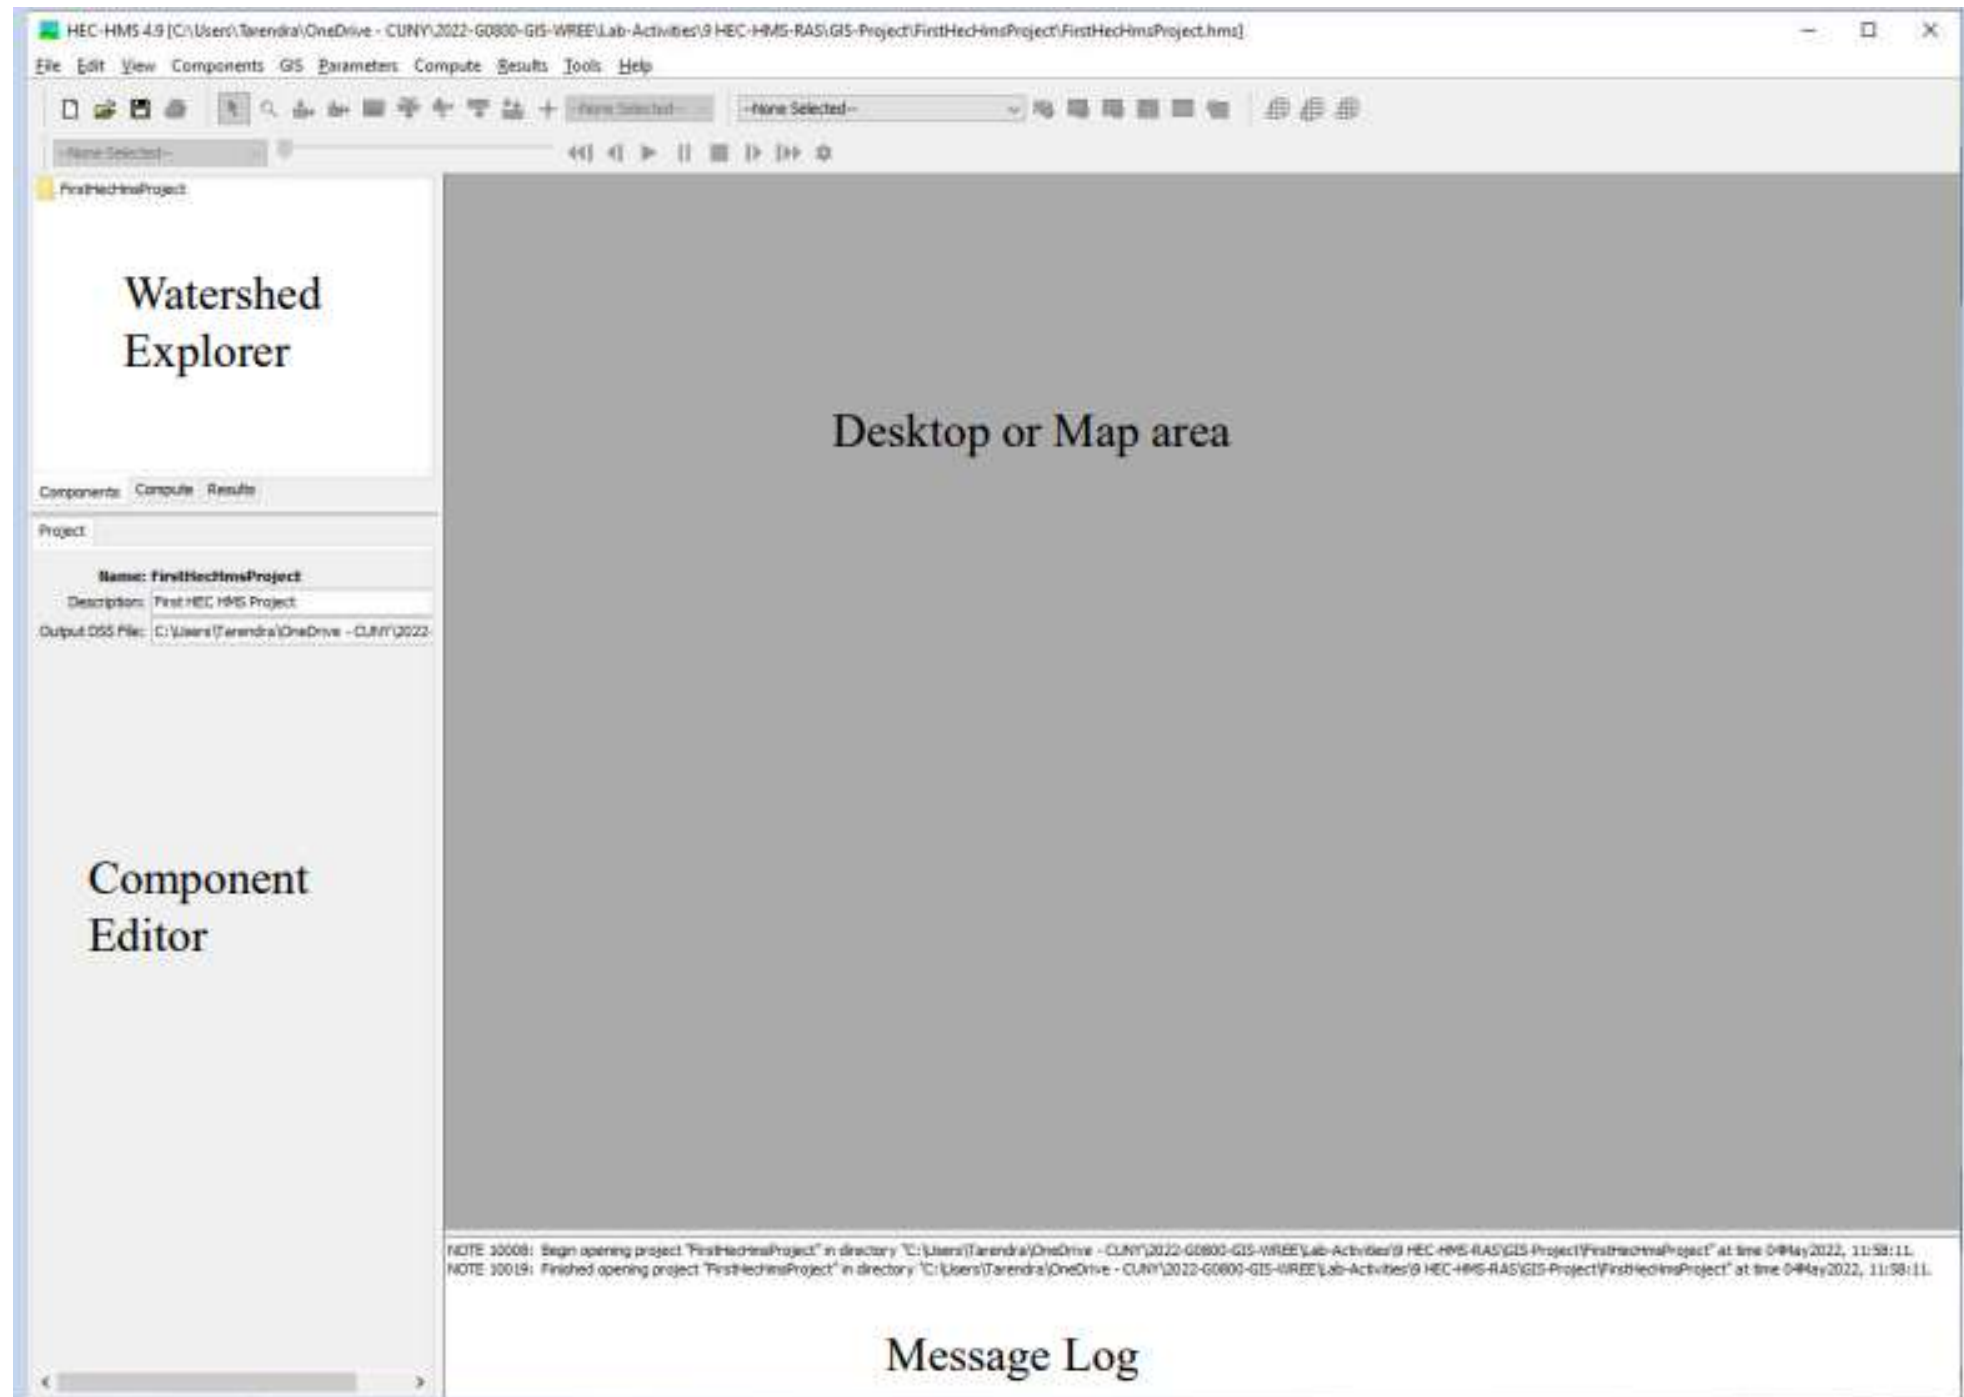 HEC-HMS 4.9 [C:\Users\Tarendra\OneDrive - CUNY\2022-G0800-GIS-WREE\Lab-Activities\9 HEC-HMS-RAS\GIS-Project\FirstHecHmsProject\FirstHecHmsProject.hms]
File Edit View Components GIS Parameters Compute Results Tools Help
--None Selected-- --None Selected--
--None Selected--
FirstHecHmsProject
Watershed
Explorer
Desktop or Map area
Components Compute Results
Project
Name: FirstHecHmsProject
Description: First HEC HMS Project
Output DSS File: C:\Users\Tarendra\OneDrive - CUNY\2022-
Component
Editor
NOTE 10008: Begin opening project "FirstHecHmsProject" in directory "C:\Users\Tarendra\OneDrive - CUNY\2022-G0800-GIS-WREE\Lab-Activities\9 HEC-HMS-RAS\GIS-Project\FirstHecHmsProject" at time 04May2022, 11:58:11.
NOTE 10019: Finished opening project "FirstHecHmsProject" in directory "C:\Users\Tarendra\OneDrive - CUNY\2022-G0800-GIS-WREE\Lab-Activities\9 HEC-HMS-RAS\GIS-Project\FirstHecHmsProject" at time 04May2022, 11:58:11.
Message Log